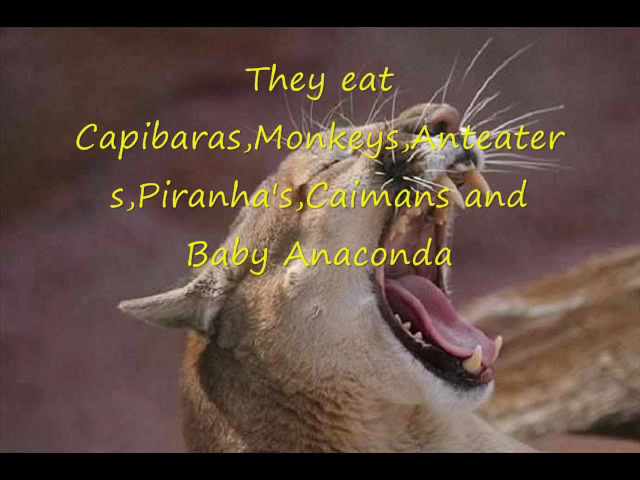 They eat
Capibaras,Monkeys,Anteater
s,Piranha's,Caimans and
Baby Anaconda